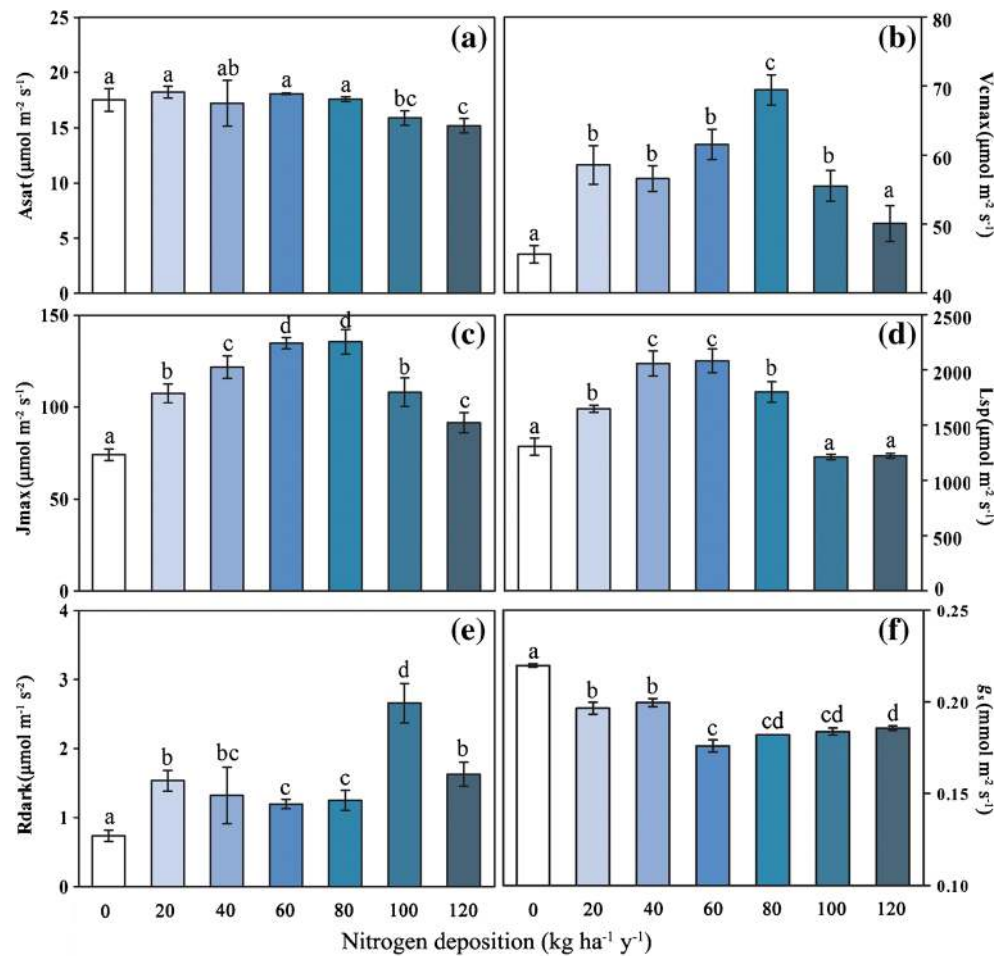 25
20
15
10
5
0
Asat (μmol m⁻² s⁻¹)
a a ab a a bc c
(a)
80
70
60
50
40
Vcmax(μmol m⁻² s⁻¹)
a b b b c b a
(b)
150
100
50
0
Jmax(μmol m⁻² s⁻¹)
a b c d d b c
(c)
2500
2000
1500
1000
500
0
Lsp(μmol m⁻² s⁻¹)
a b c c b a a
(d)
4
3
2
1
0
Rdark(μmol m⁻¹ s⁻²)
a b bc c c d b
(e)
0.25
0.20
0.15
0.10
gs(mmol m⁻² s⁻¹)
a b b c cd cd d
(f)
0 20 40 60 80 100 120
0 20 40 60 80 100 120
Nitrogen deposition (kg ha⁻¹ y⁻¹)